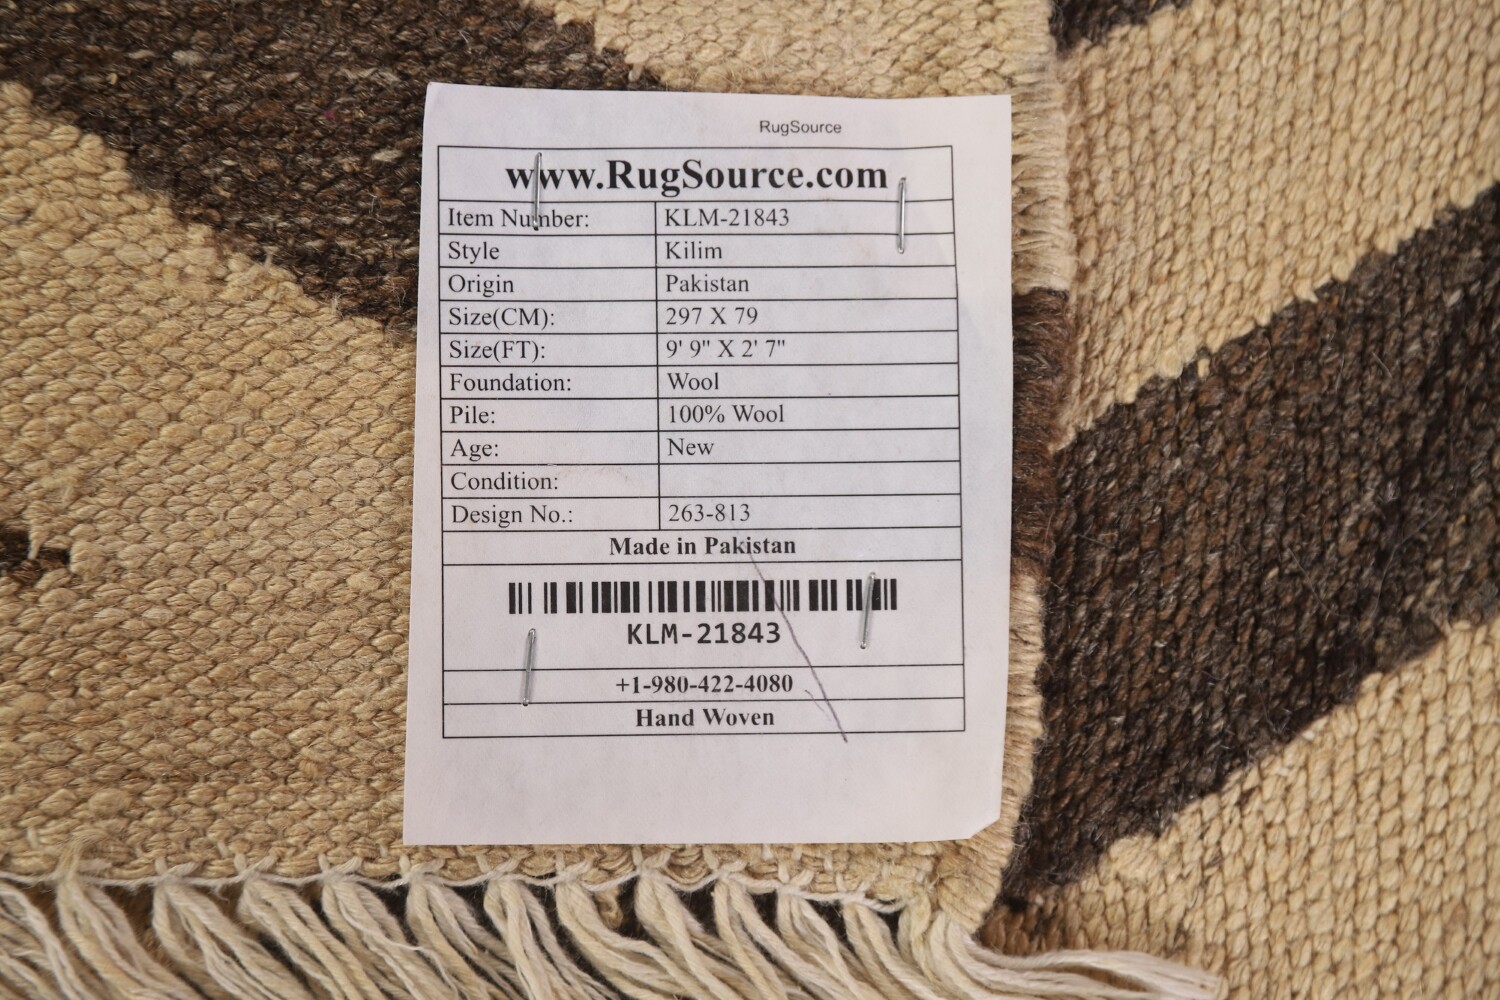 RugSource
www.RugSource.com
Item Number: KLM-21843
Style Kilim
Origin Pakistan
Size(CM): 297 X 79
Size(FT): 9' 9" X 2' 7"
Foundation: Wool
Pile: 100% Wool
Age: New
Condition:
Design No.: 263-813
Made in Pakistan
KLM-21843
+1-980-422-4080
Hand Woven